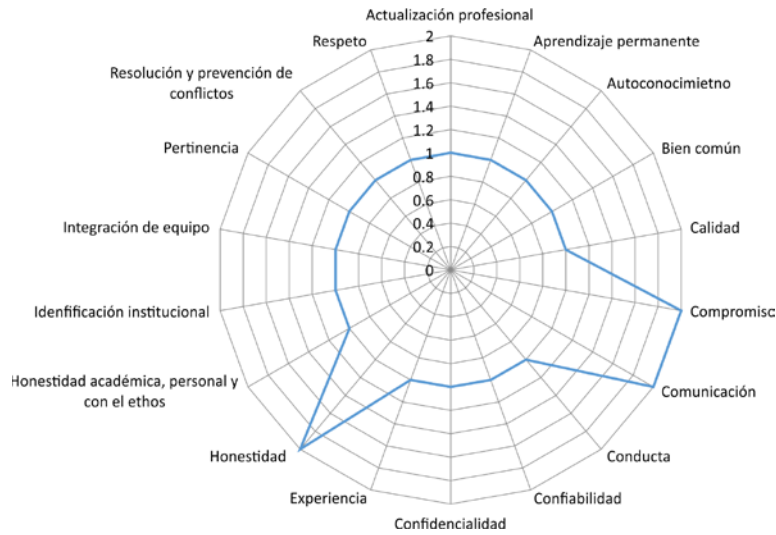 Actualización profesional
Aprendizaje permanente
Autoconocimietno
Bien común
Calidad
Compromisc
Comunicación
Conducta
Confiabilidad
Confidencialidad
Experiencia
Honestidad
Honestidad académica, personal y
con el ethos
Idenfificación institucional
Integración de equipo
Pertinencia
Resolución y prevención de
conflictos
Respeto
2
1.8
1.6
1.4
1.2
1
0.8
0.6
0.4
0.2
0